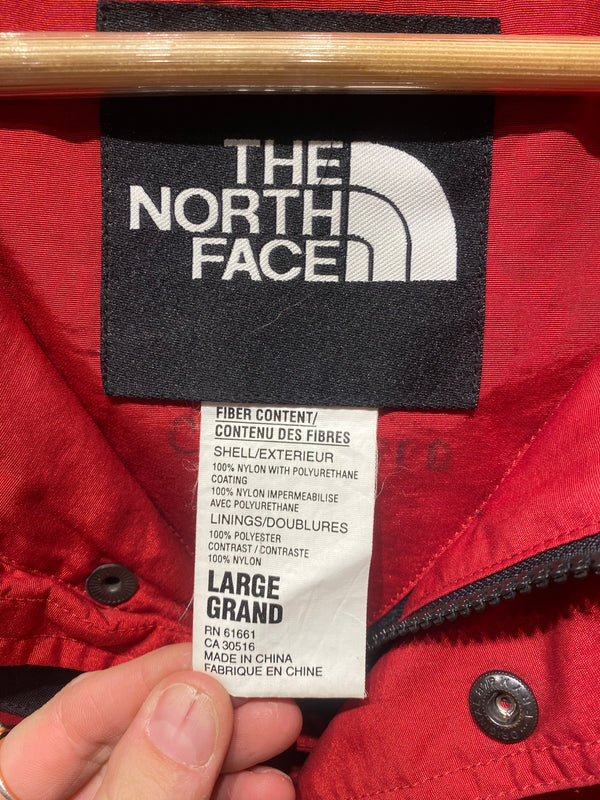 THE
NORTH
FACE
FIBER CONTENT/
CONTENU DES FIBRES
SHELL/EXTERIEUR
100% NYLON WITH POLYURETHANE
COATING
100% NYLON IMPERMEABILISE
AVEC POLYURETHANE
LININGS/DOUBLURES
100% POLYESTER
CONTRAST/CONTRASTE
100% NYLON
LARGE
GRAND
RN 61661
CA 30516
MADE IN CHINA
FABRIQUE EN CHINE